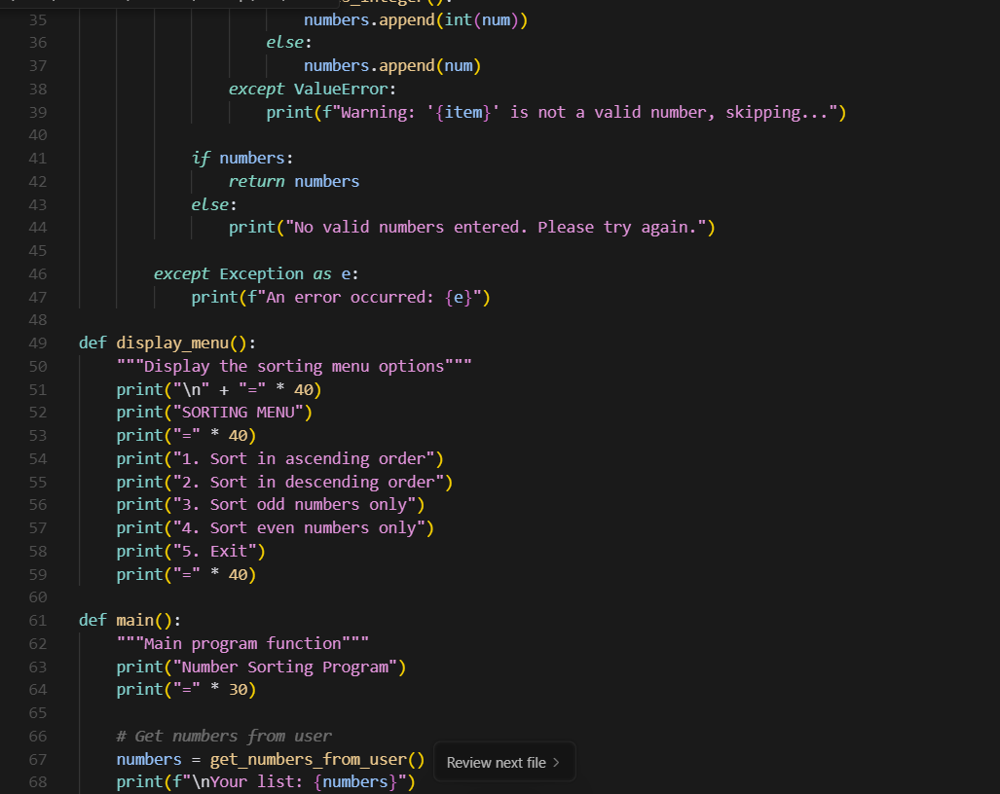 35 numbers.append(int(num))
36 else:
37 numbers.append(num)
38 except ValueError:
39 print(f"Warning: '{item}' is not a valid number, skipping...")
40
41 if numbers:
42 return numbers
43 else:
44 print("No valid numbers entered. Please try again.")
45
46 except Exception as e:
47 print(f"An error occurred: {e}")
48
49 def display_menu():
50 """Display the sorting menu options"""
51 print("\n" + "=" * 40)
52 print("SORTING MENU")
53 print("=" * 40)
54 print("1. Sort in ascending order")
55 print("2. Sort in descending order")
56 print("3. Sort odd numbers only")
57 print("4. Sort even numbers only")
58 print("5. Exit")
59 print("=" * 40)
60
61 def main():
62 """Main program function"""
63 print("Number Sorting Program")
64 print("=" * 30)
65
66 # Get numbers from user
67 numbers = get_numbers_from_user()
Review next file >
68 print(f"\nYour list: {numbers}")